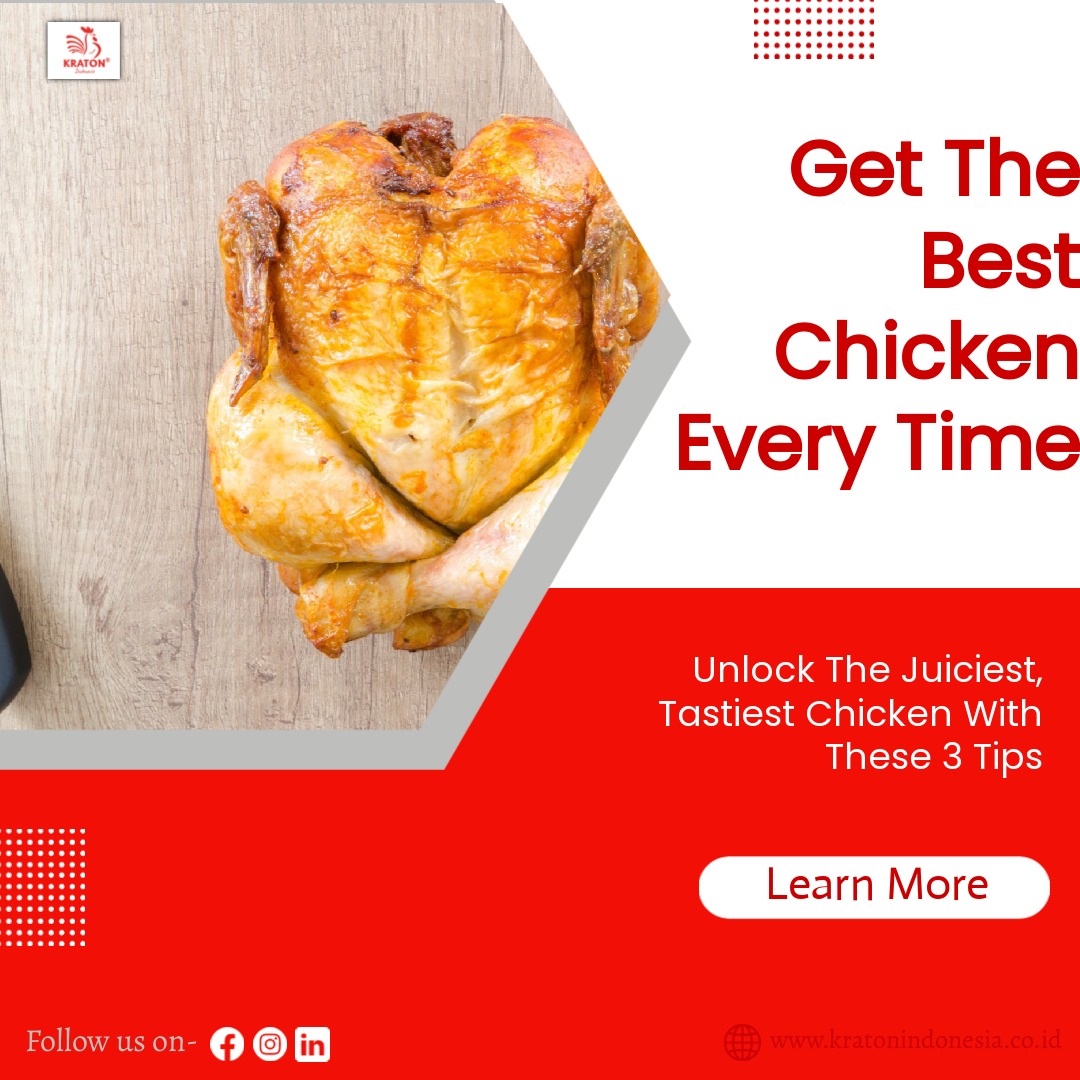 KRATON®
Indonesia
Get The
Best
Chicken
Every Time
Unlock The Juiciest,
Tastiest Chicken With
These 3 Tips
Learn More
Follow us on-
www.kratonindonesia.co.id